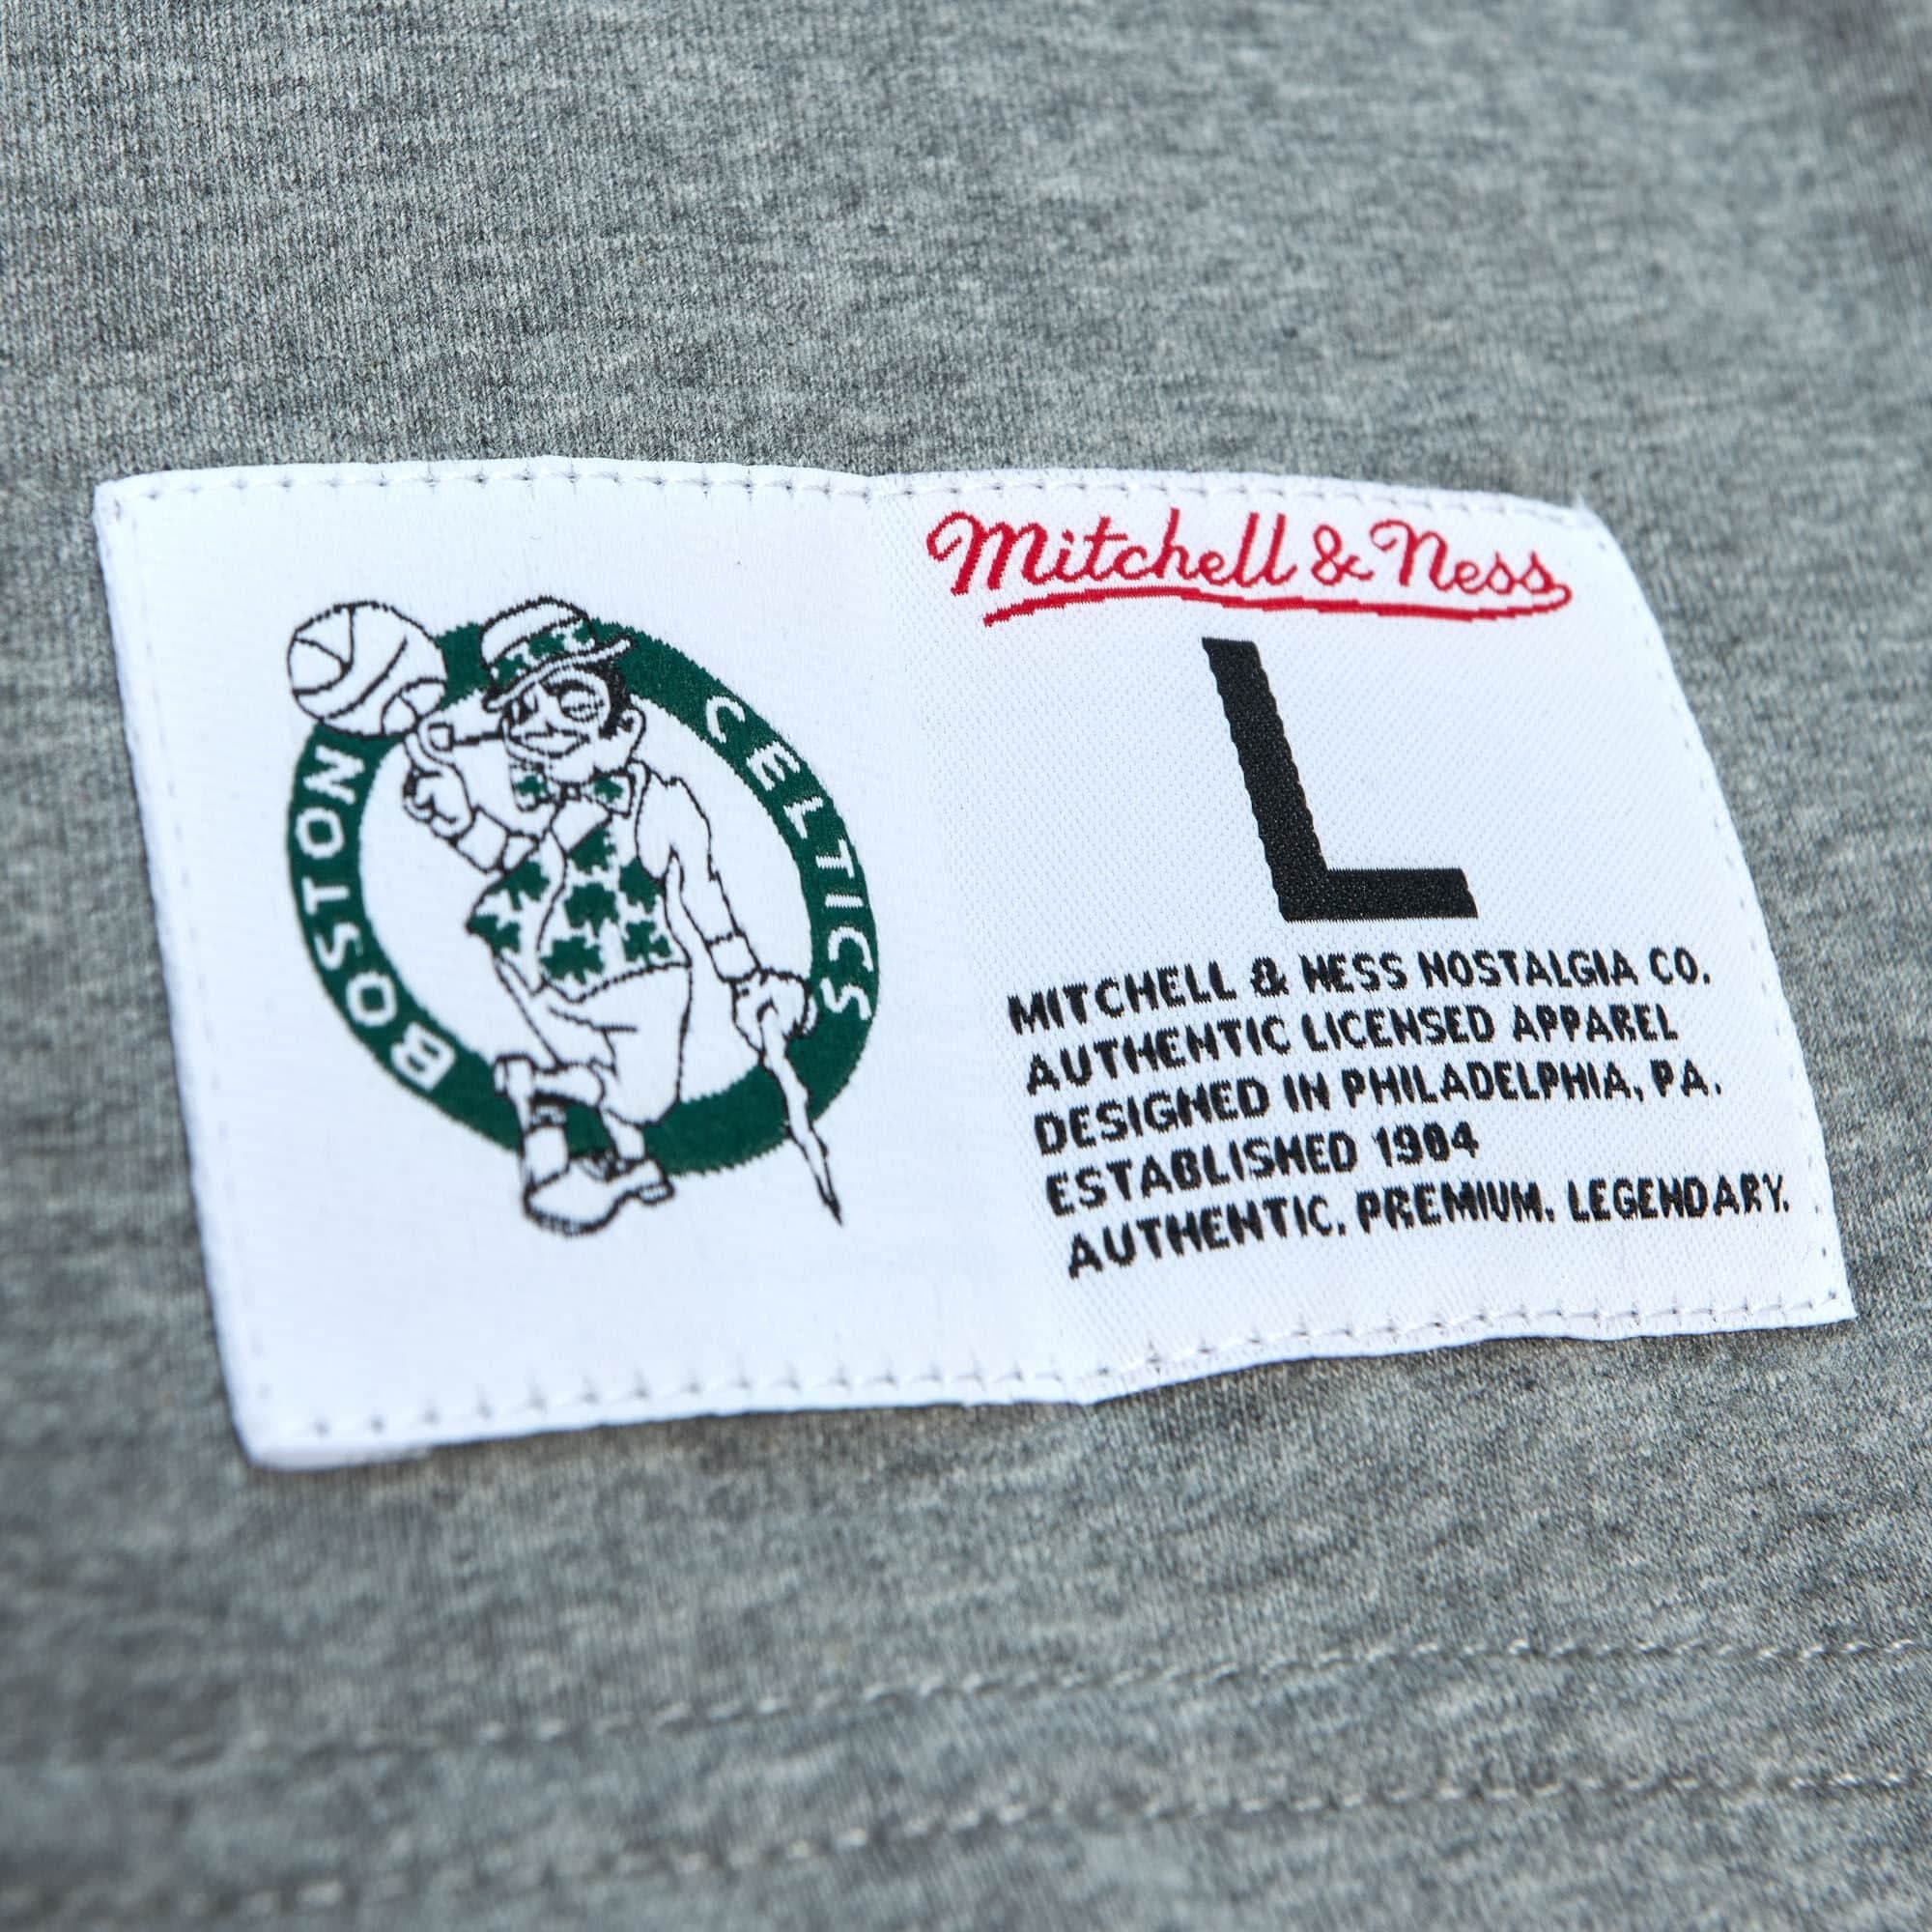 BOSTON
CELTICS
Mitchell & Ness
L
MITCHELL & NESS NOSTALGIA CO.
AUTHENTIC LICENSED APPAREL
DESIGNED IN PHILADELPHIA, PA.
ESTABLISHED 1904
AUTHENTIC. PREMIUM. LEGENDARY.